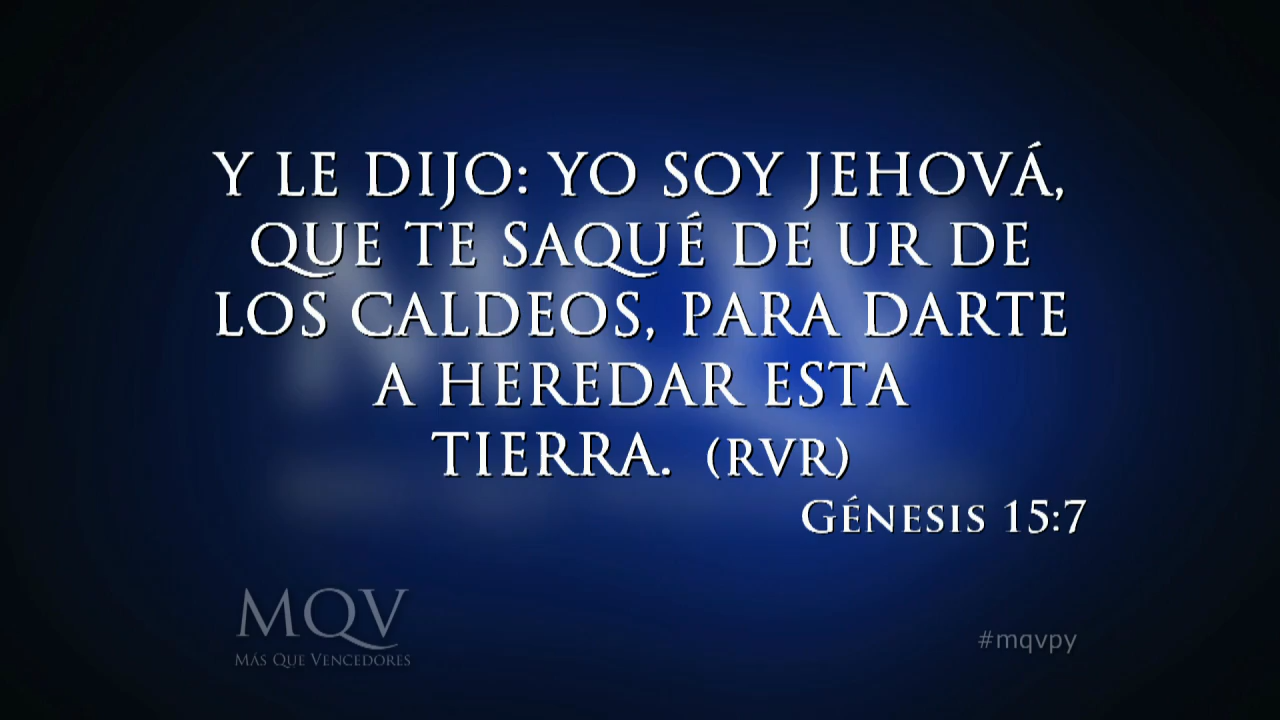 Y LE DIJO: YO SOY JEHOVÁ,
QUE TE SAQUÉ DE UR DE
LOS CALDEOS, PARA DARTE
A HEREDAR ESTA
TIERRA. (RVR)
GÉNESIS 15:7
MQV
MÁS QUE VENCEDORES
#mqvpy